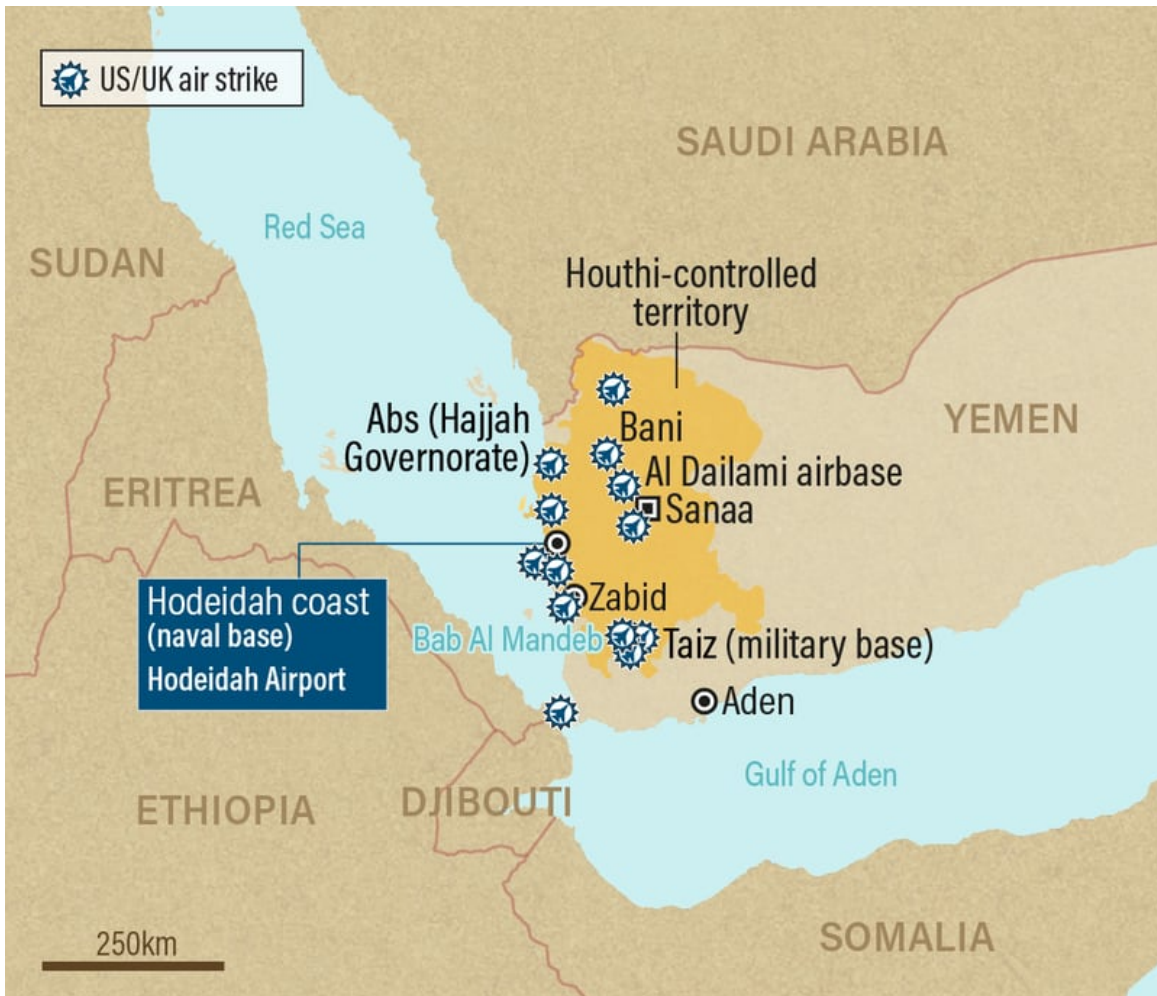 US/UK air strike
SAUDI ARABIA
Red Sea
SUDAN
Houthi-controlled
territory
Abs (Hajjah
Governorate)
Bani
YEMEN
Al Dailami airbase
ERITREA
Sanaa
Hodeidah coast
(naval base)
Hodeidah Airport
Zabid
Bab Al Mandeb
Taiz (military base)
Aden
Gulf of Aden
ETHIOPIA
DJIBOUTI
250km
SOMALIA